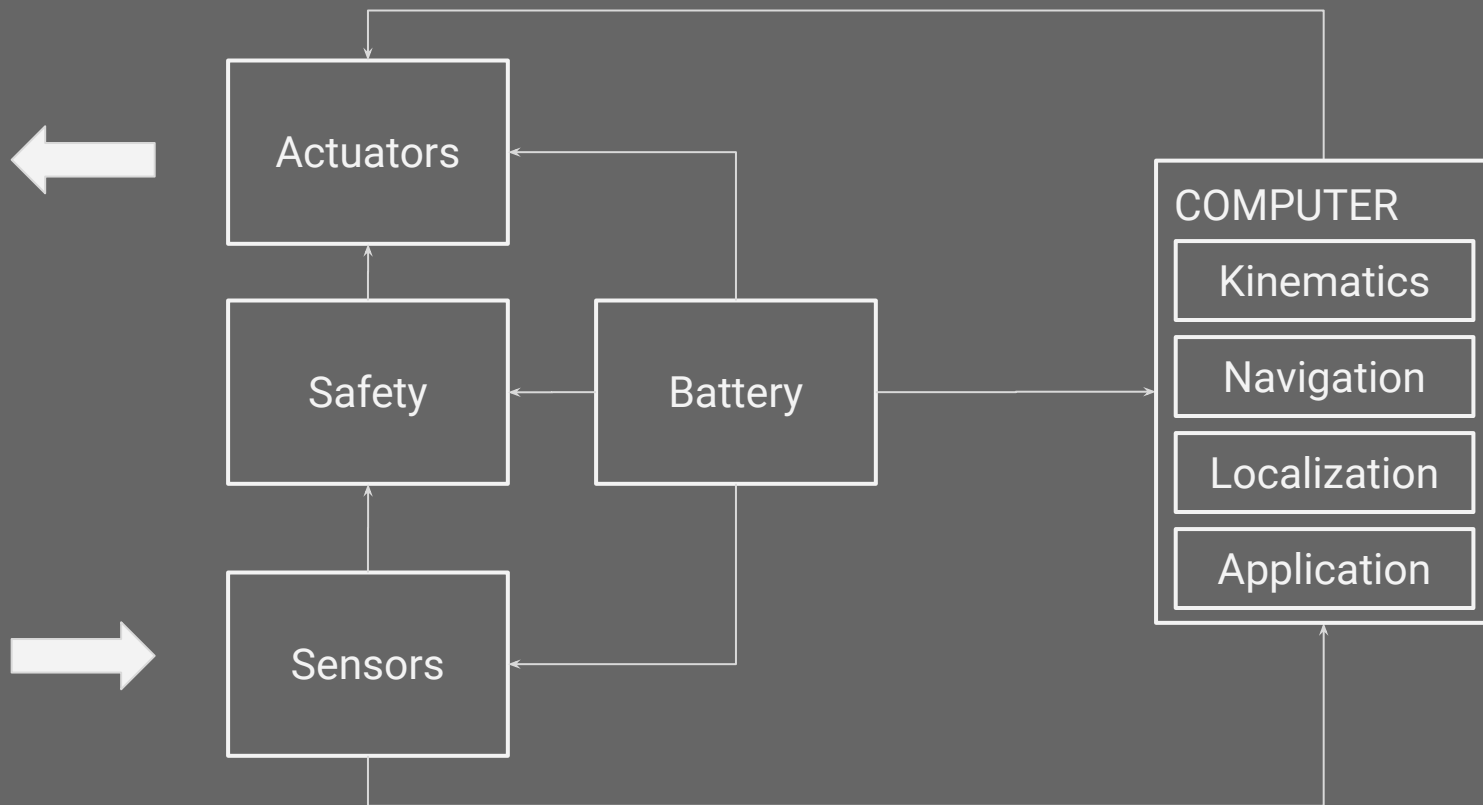 Actuators
COMPUTER
Kinematics
Safety
Battery
Navigation
Localization
Application
Sensors